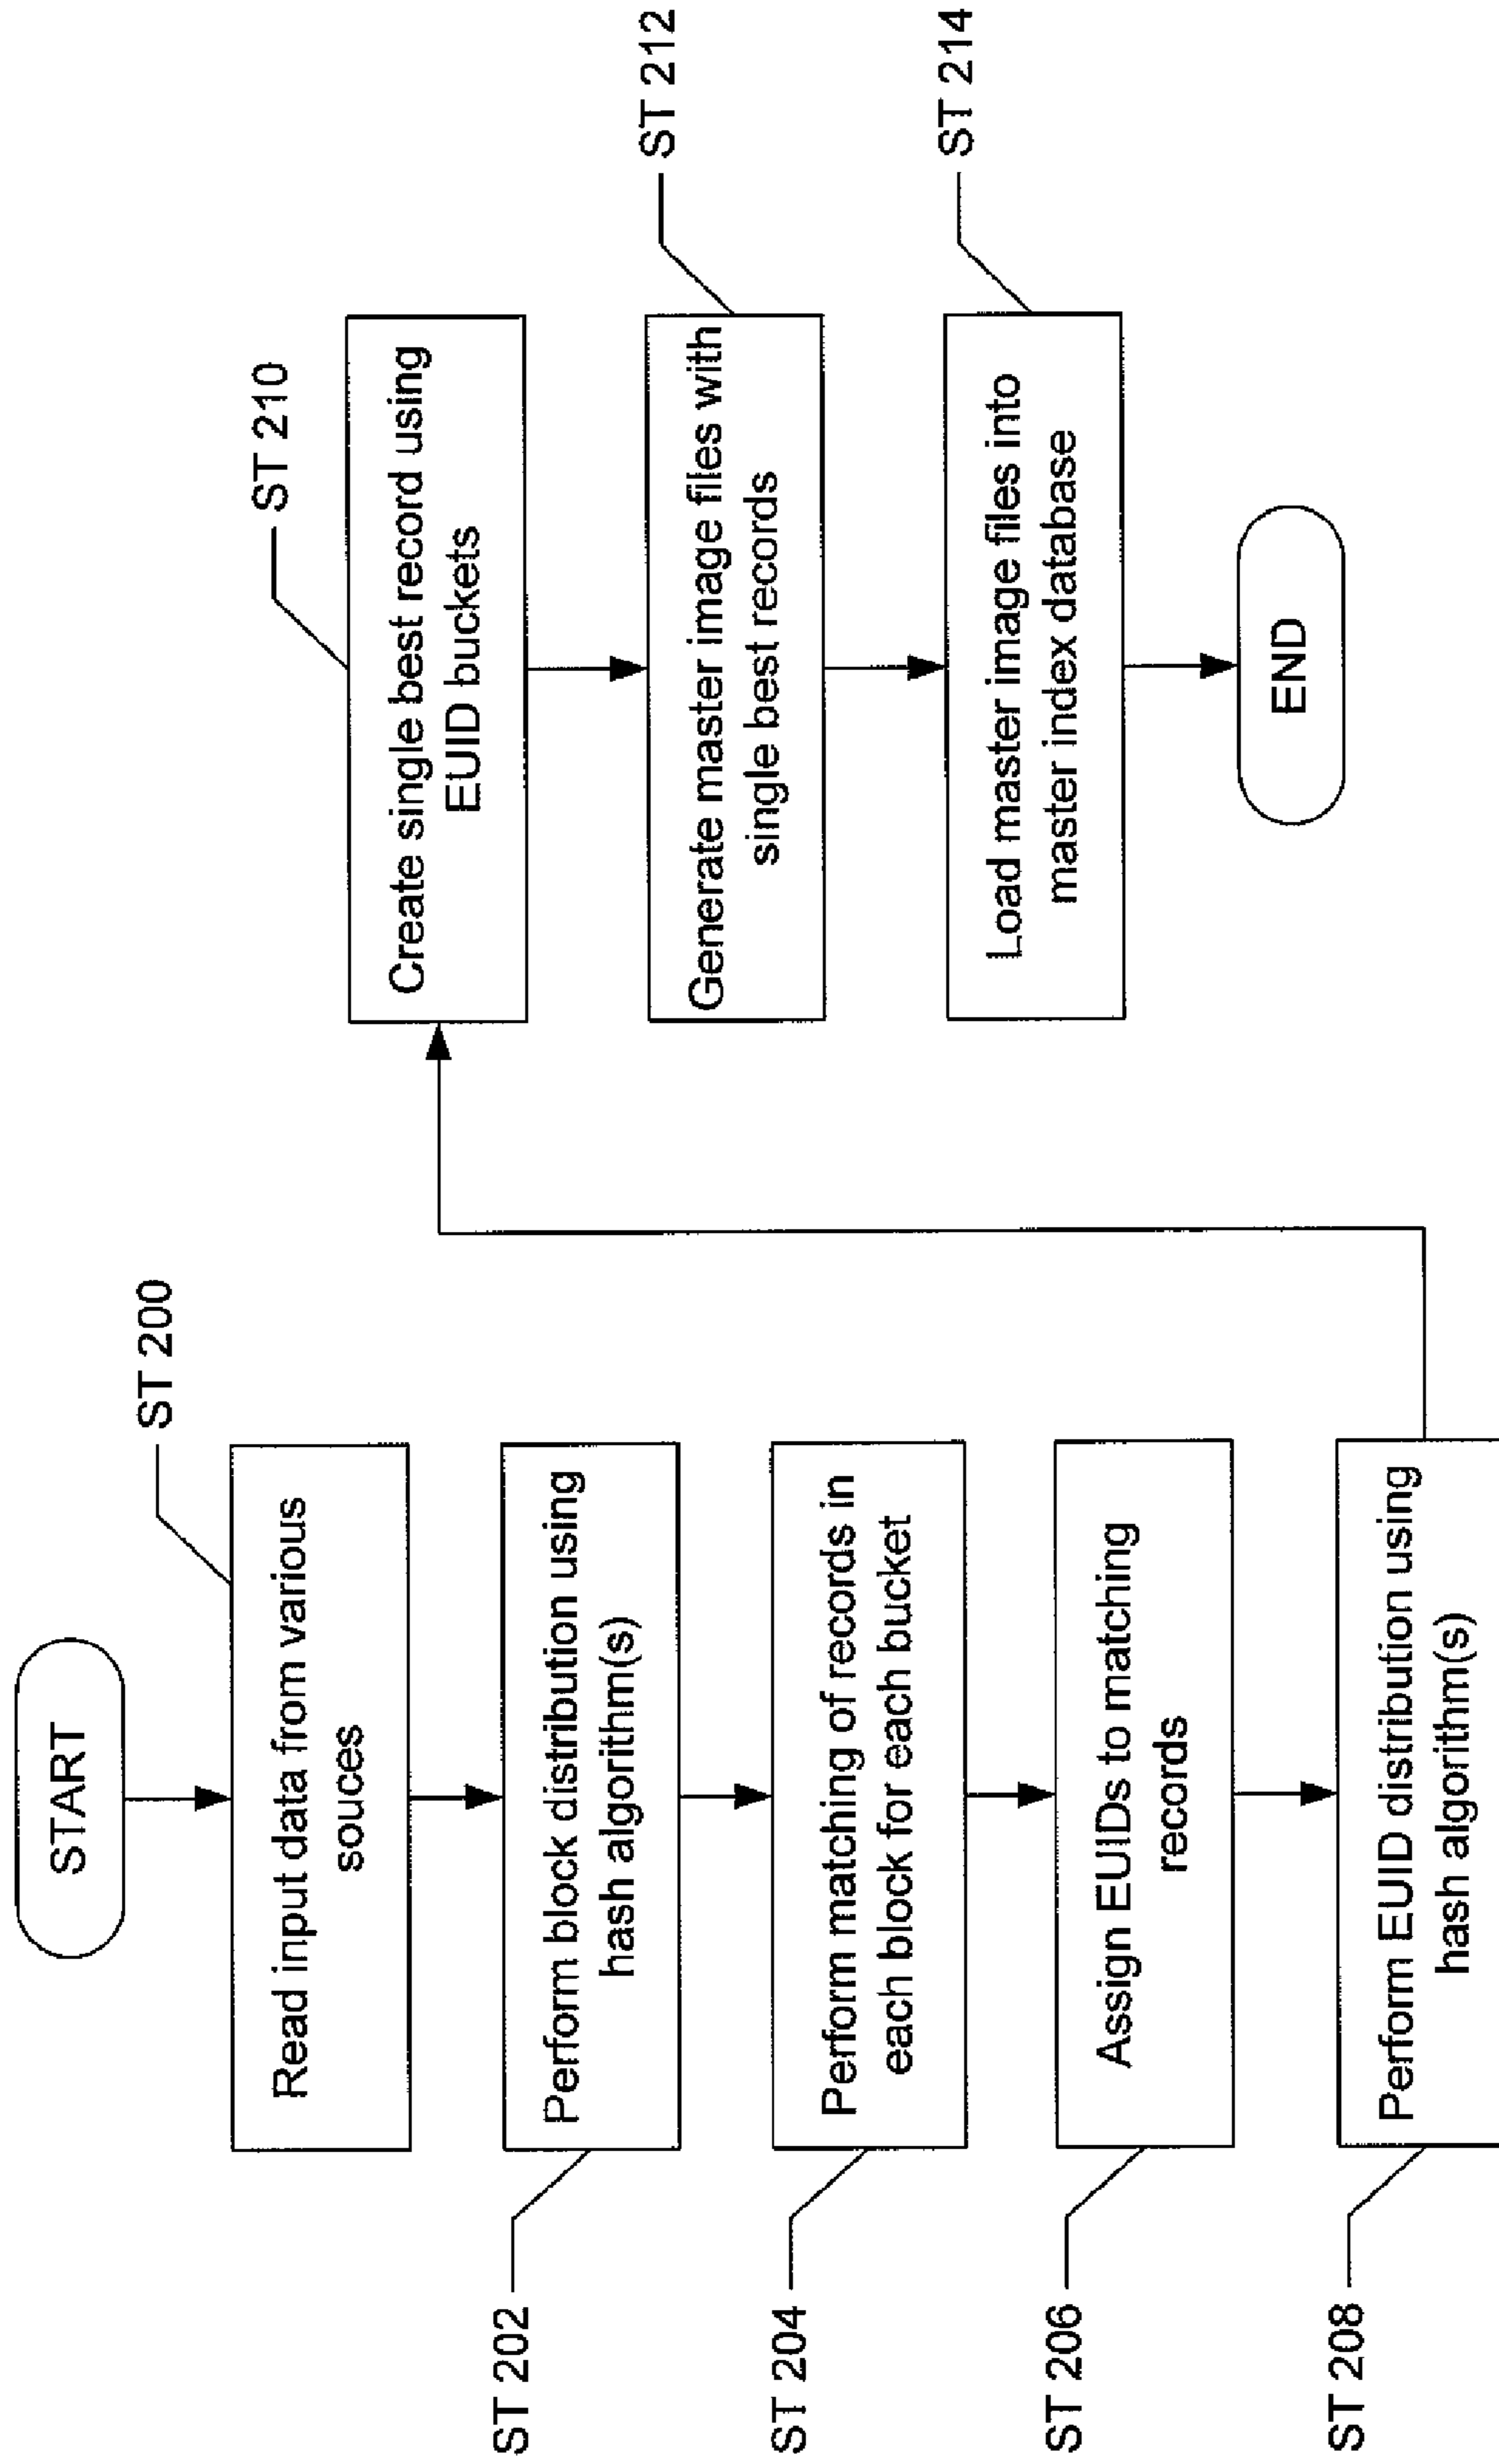 START
ST 200
Read input data from various
souces
ST 202
Perform block distribution using
hash algorithm(s)
ST 204
Perform matching of records in
each block for each bucket
ST 206
Assign EUIDs to matching
records
ST 208
Perform EUID distribution using
hash algorithm(s)
ST 210
Create single best record using
EUID buckets
ST 212
Generate master image files with
single best records
ST 214
Load master image files into
master index database
END